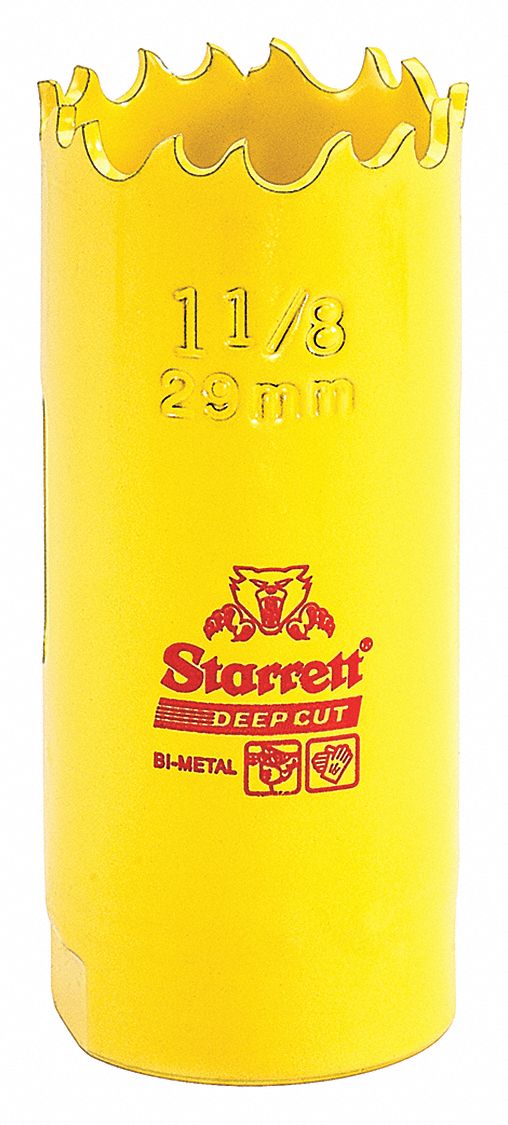 1 1/8
29mm
Starrett®
DEEP CUT
BI-METAL